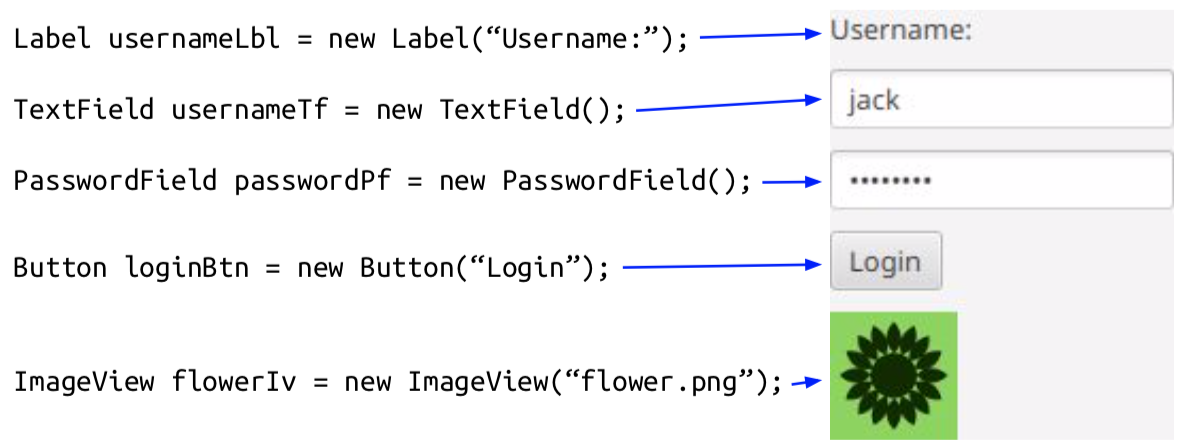 Label usernameLbl = new Label(“Username:”);
Username:
TextField usernameTf = new TextField();
jack
PasswordField passwordPf = new PasswordField();
••••••••
Button loginBtn = new Button(“Login”);
Login
ImageView flowerIv = new ImageView(“flower.png”);